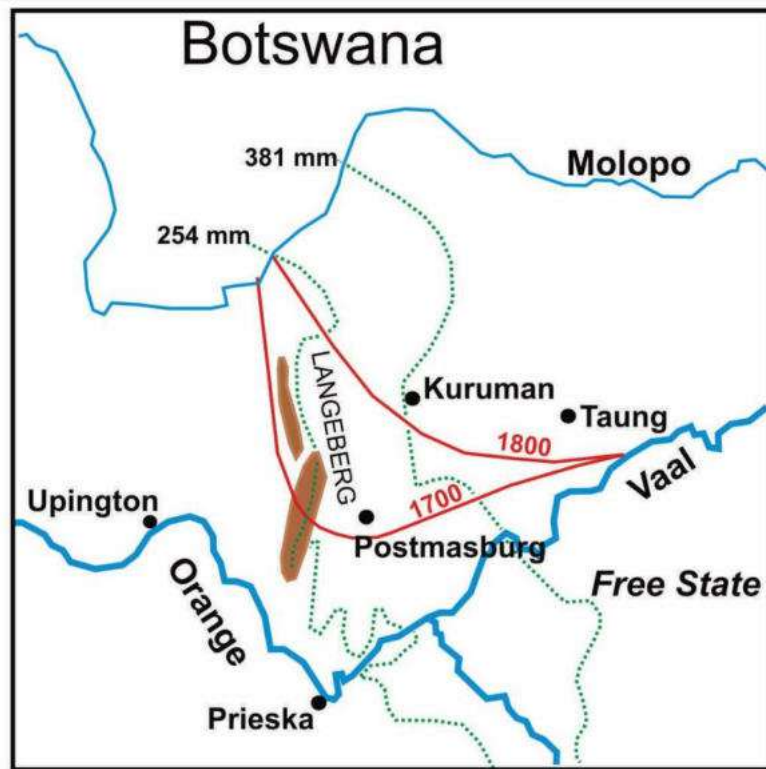 Botswana
381 mm
Molopo
254 mm
LANGEBERG
Kuruman
Taung
1800
Vaal
1700
Upington
Postmasburg
Orange
Free State
Prieska